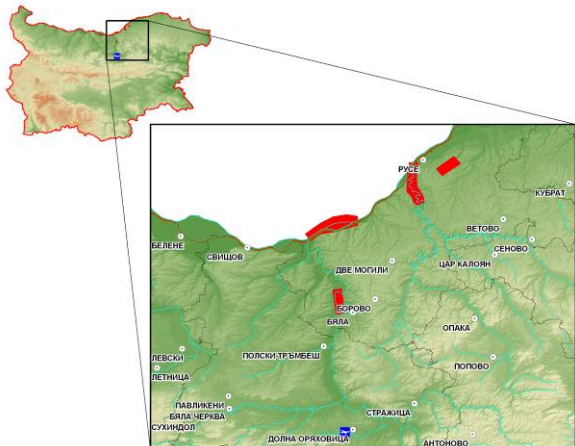 РУСЕ
КУБРАТ
ВЕТОВО
БЕЛЕНЕ
СВИЩОВ
СЕНОВО
ЦАР КАЛОЯН
ДВЕ МОГИЛИ
БОРОВО
БЯЛА
ОПАКА
ЛЕВСКИ
ПОЛСКИ ТРЪМБЕШ
ПОПОВО
ЛЕТНИЦА
ПАВЛИКЕНИ
СТРАЖИЦА
БЯЛА ЧЕРКВА
СУХИНДОЛ
ДОЛНА ОРЯХОВИЦА
АНТОНОВО